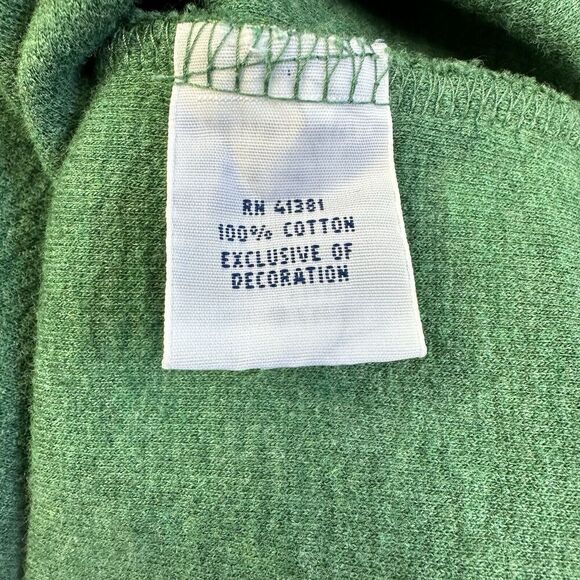 RN 41381
100% COTTON
EXCLUSIVE OF
DECORATION